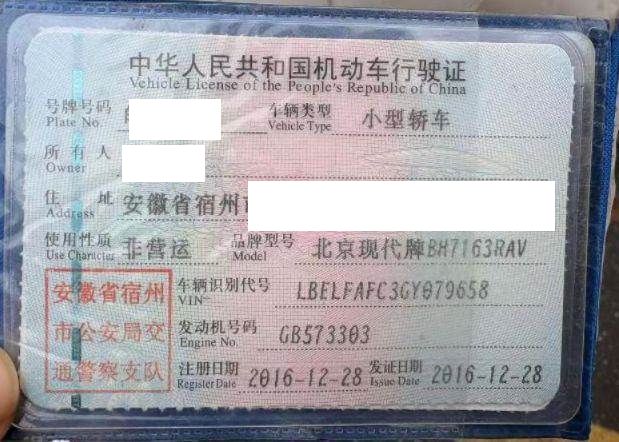 中华人民共和国机动车行驶证
Vehicle License of the People's Republic of China
号牌号码 车辆类型 小型轿车
Plate No. Vehicle Type
所有人
Owner
住址 安徽省宿州
Address
使用性质 非营运 品牌型号 北京现代牌BH7163RAV
Use Character Model
安徽省宿州
市公安局交
通警察支队
车辆识别代号 LBELFAFC3GY079658
VIN
发动机号码 GB573303
Engine No.
注册日期 2016-12-28 发证日期 2016-12-28
Register Date Issue Date